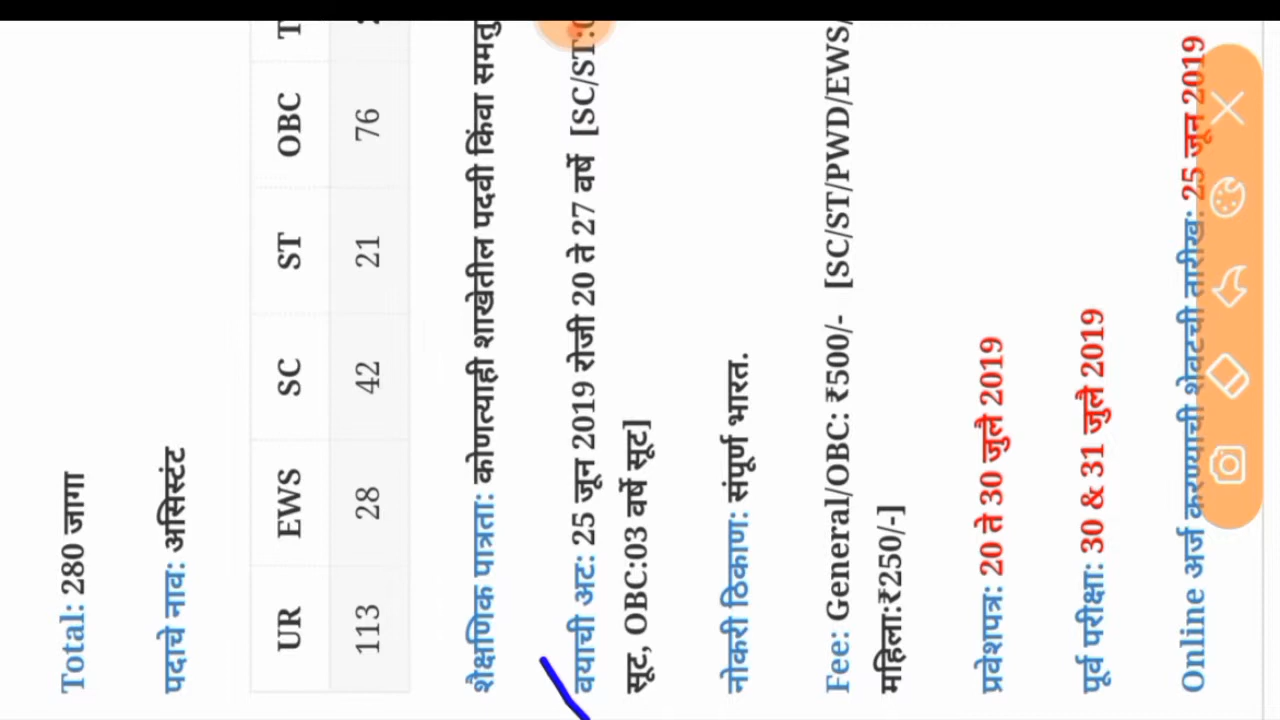 Total: 280 जागा
पदाचे नाव: असिस्टंट
UR EWS SC ST OBC T
113 28 42 21 76
शैक्षणिक पात्रता: कोणत्याही शाखेतील पदवी किंवा
वयाची अट: 25 जून 2019 रोजी 20 ते 27 वर्षे [SC/ST:
सूट, OBC:03 वर्षे सूट]
नोकरी ठिकाण: संपूर्ण भारत.
Fee: General/OBC: ₹500/- [SC/ST/PWD/EWS/
महिला:₹250/-]
प्रवेशपत्र: 20 ते 30 जुलै 2019
पूर्व परीक्षा: 30 & 31 जुलै 2019
Online अर्ज करण्याची शेवटची तारीख: 25 जून 2019